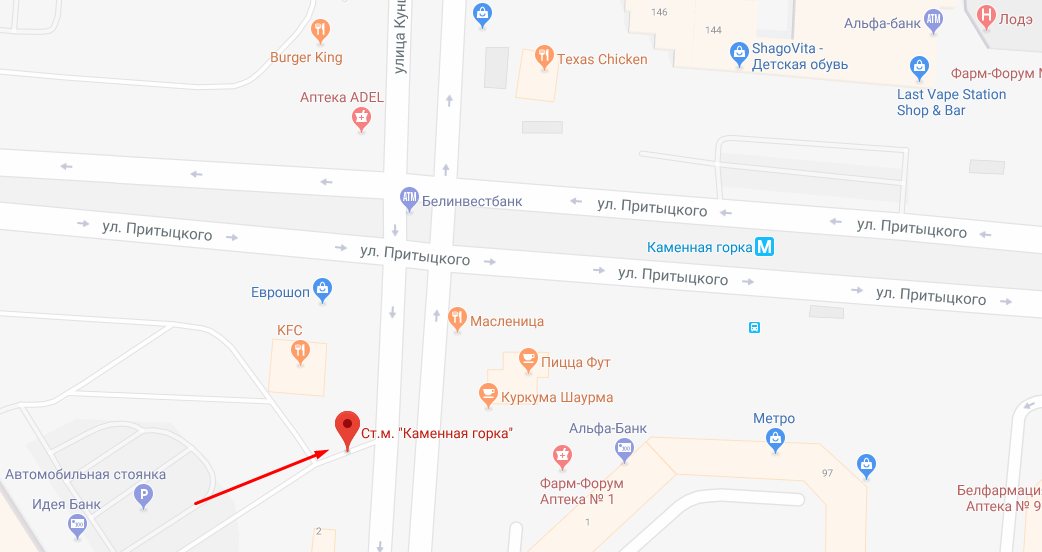 146
144
Альфа-банк
Лодэ
Burger King
улица Кунц
Texas Chicken
ShagoVita -
Детская обувь
Фарм-Форум М
Last Vape Station
Shop & Bar
Аптека ADEL
ATM
ATM
Белинвестбанк
ул. Притыцкого
ул. Притыцкого
ул. Притыцкого
Каменная горка M
ул. Притыцкого
ул. Притыцкого
ул. Притыцкого
Еврошоп
Масленица
KFC
Пицца Фут
Куркума Шаурма
Ст.м. "Каменная горка"
Метро
Альфа-Банк
97
Автомобильная стоянка
P
Идея Банк
Фарм-Форум
Аптека № 1
Белфармация
Аптека № 9
1
2